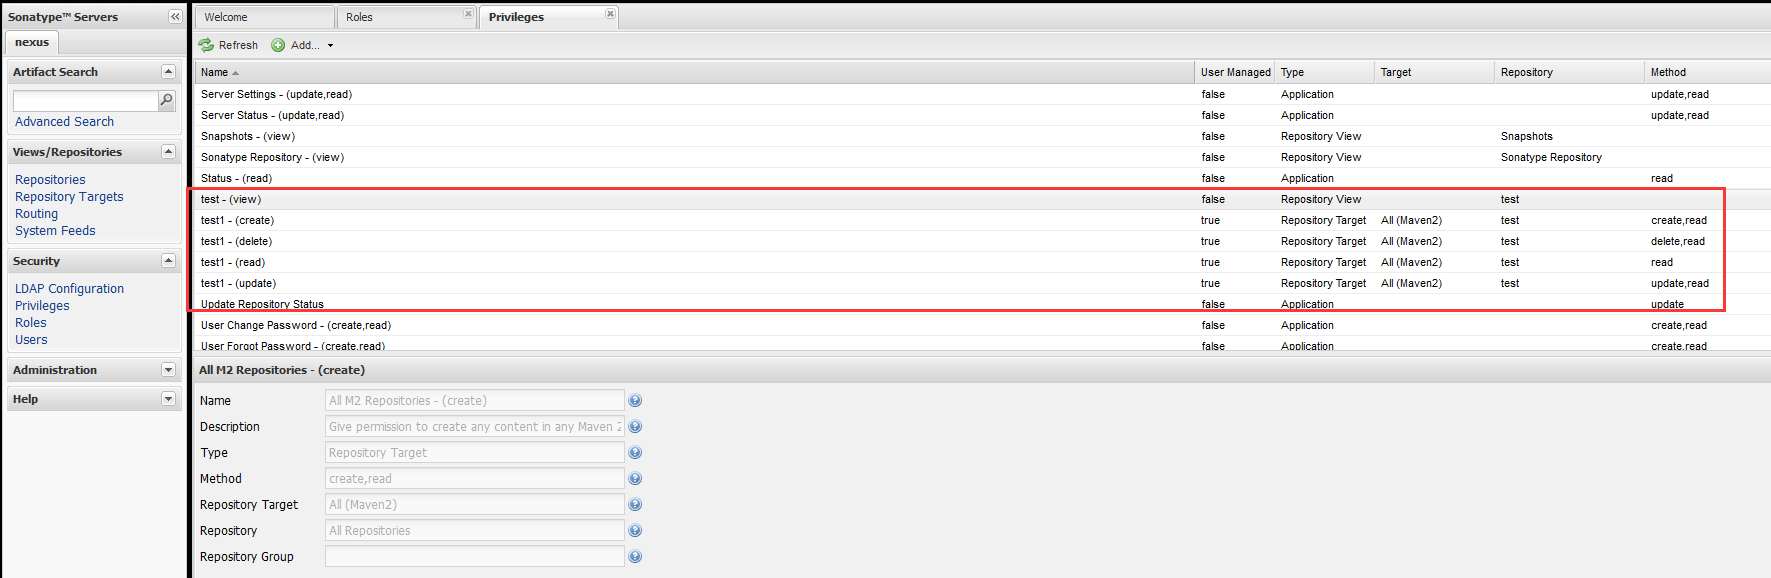 Sonatype™ Servers
nexus
Artifact Search
Advanced Search
Views/Repositories
Repositories
Repository Targets
Routing
System Feeds
Security
LDAP Configuration
Privileges
Roles
Users
Administration
Help
Welcome Roles Privileges
Refresh Add...
Name User Managed Type Target Repository Method
Server Settings - (update,read) false Application update,read
Server Status - (update,read) false Application update,read
Snapshots - (view) false Repository View Snapshots
Sonatype Repository - (view) false Repository View Sonatype Repository
Status - (read) false Application read
test - (view) false Repository View test
test1 - (create) true Repository Target All (Maven2) test create,read
test1 - (delete) true Repository Target All (Maven2) test delete,read
test1 - (read) true Repository Target All (Maven2) test read
test1 - (update) true Repository Target All (Maven2) test update,read
Update Repository Status false Application update
User Change Password - (create,read) false Application create,read
User Forgot Password - (create,read) false Application create,read
All M2 Repositories - (create)
Name All M2 Repositories - (create)
Description Give permission to create any content in any Maven 2
Type Repository Target
Method create,read
Repository Target All (Maven2)
Repository All Repositories
Repository Group